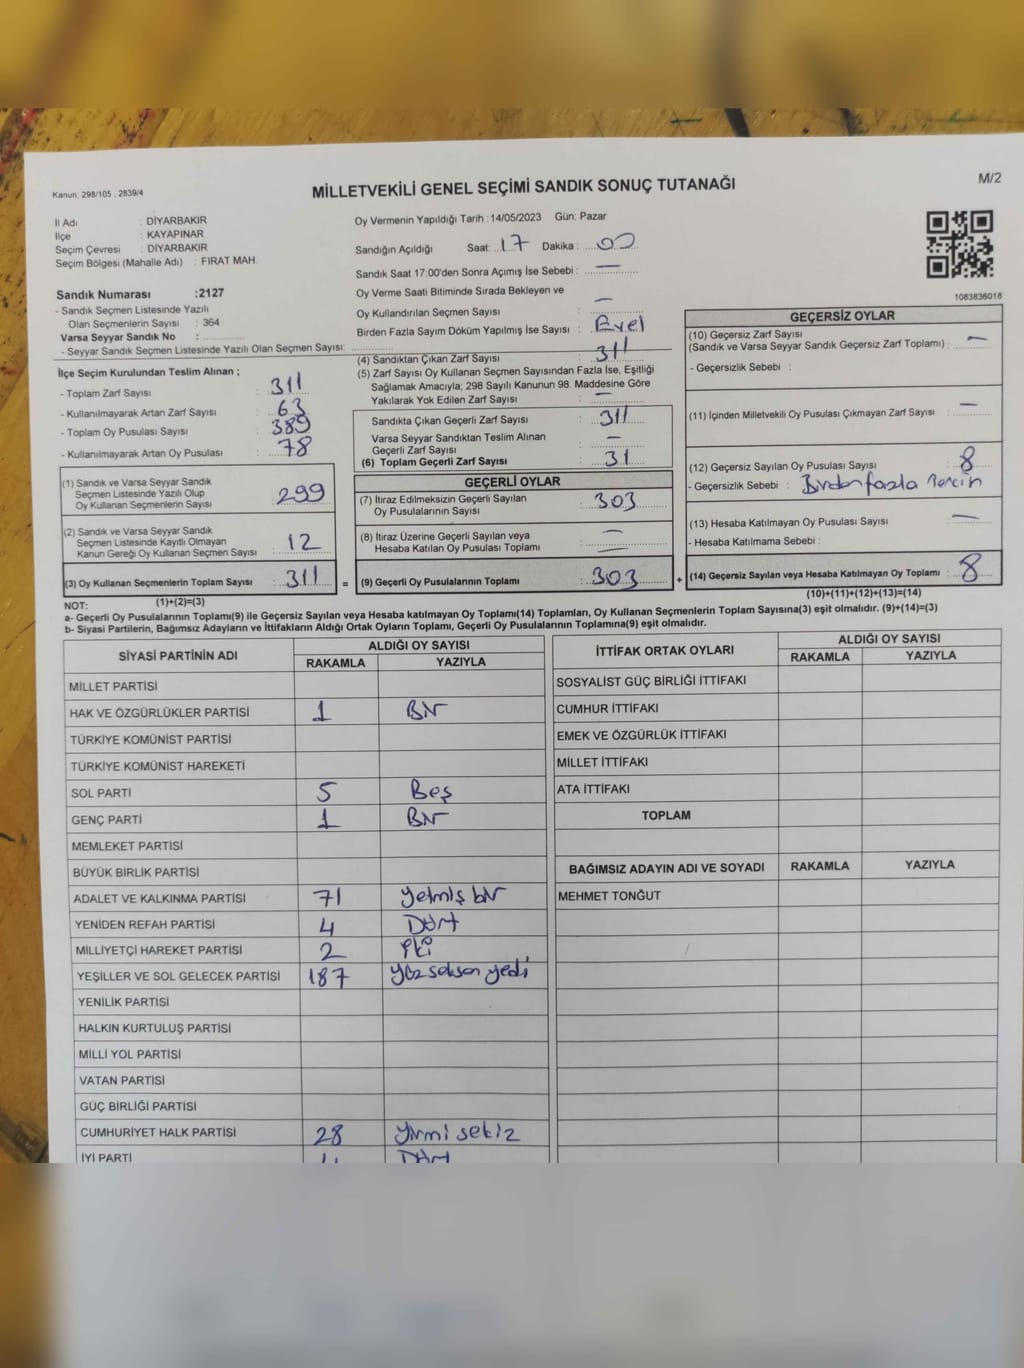 Kanun; 298/105 , 2839/4
MİLLETVEKİLİ GENEL SEÇİMİ SANDIK SONUÇ TUTANAĞI
M/2
İl Adı : DİYARBAKIR
İlçe : KAYAPINAR
Seçim Çevresi : DİYARBAKIR
Seçim Bölgesi (Mahalle Adı) : FIRAT MAH.
Sandık Numarası :2127
- Sandık Seçmen Listesinde Yazılı
Olan Seçmenlerin Sayısı : 364
Varsa Seyyar Sandık No :
- Seyyar Sandık Seçmen Listesinde Yazılı Olan Seçmen Sayısı:
Oy Vermenin Yapıldığı Tarih :14/05/2023 Gün: Pazar
Sandığın Açıldığı Saat: 17 Dakika : 00
Sandık Saat 17:00'den Sonra Açımış İse Sebebi : —
Oy Verme Saati Bitiminde Sırada Bekleyen ve
Oy Kullandırılan Seçmen Sayısı : —
Birden Fazla Sayım Döküm Yapılmış İse Sayısı : Evet
1083836018
İlçe Seçim Kurulundan Teslim Alınan ;
- Toplam Zarf Sayısı : 311
- Kullanılmayarak Artan Zarf Sayısı : 63
- Toplam Oy Pusulası Sayısı : 389
- Kullanılmayarak Artan Oy Pusulası : 78
(1) Sandık ve Varsa Seyyar Sandık
Seçmen Listesinde Yazılı Olup
Oy Kullanan Seçmenlerin Sayısı : 299
(2) Sandık ve Varsa Seyyar Sandık
Seçmen Listesinde Kayıtlı Olmayan
Kanun Gereği Oy Kullanan Seçmen Sayısı : 12
(3) Oy Kullanan Seçmenlerin Toplam Sayısı : 311 =
(1)+(2)=(3)
(4) Sandıktan Çıkan Zarf Sayısı : 311
(5) Zarf Sayısı Oy Kullanan Seçmen Sayısından Fazla İse, Eşitliği
Sağlamak Amacıyla; 298 Sayılı Kanunun 98. Maddesine Göre
Yakılarak Yok Edilen Zarf Sayısı : —
Sandıkta Çıkan Geçerli Zarf Sayısı : 311
Varsa Seyyar Sandıktan Teslim Alınan
Geçerli Zarf Sayısı : —
(6) Toplam Geçerli Zarf Sayısı : 31
GEÇERLİ OYLAR
(7) İtiraz Edilmeksizin Geçerli Sayılan
Oy Pusulalarının Sayısı : 303
(8) İtiraz Üzerine Geçerli Sayılan veya
Hesaba Katılan Oy Pusulası Toplamı : —
(9) Geçerli Oy Pusulalarının Toplamı : 303 +
GEÇERSİZ OYLAR
(10) Geçersiz Zarf Sayısı
(Sandık ve Varsa Seyyar Sandık Geçersiz Zarf Toplamı) : —
- Geçersizlik Sebebi :
(11) İçinden Milletvekili Oy Pusulası Çıkmayan Zarf Sayısı : —
(12) Geçersiz Sayılan Oy Pusulası Sayısı : 8
- Geçersizlik Sebebi : Birden fazla Tercih
(13) Hesaba Katılmayan Oy Pusulası Sayısı : —
- Hesaba Katılmama Sebebi :
(14) Geçersiz Sayılan veya Hesaba Katılmayan Oy Toplamı : 8
(10)+(11)+(12)+(13)=(14)
NOT:
a- Geçerli Oy Pusulalarının Toplamı(9) ile Geçersiz Sayılan veya Hesaba katılmayan Oy Toplamı(14) Toplamları, Oy Kullanan Seçmenlerin Toplam Sayısına(3) eşit olmalıdır. (9)+(14)=(3)
b- Siyasi Partilerin, Bağımsız Adayların ve İttifakların Aldığı Ortak Oyların Toplamı, Geçerli Oy Pusulalarının Toplamına(9) eşit olmalıdır.
SİYASİ PARTİNİN ADI
ALDIĞI OY SAYISI
RAKAMLA YAZIYLA
MİLLET PARTİSİ
HAK VE ÖZGÜRLÜKLER PARTİSİ 1 Bir
TÜRKİYE KOMÜNİST PARTİSİ
TÜRKİYE KOMÜNİST HAREKETİ
SOL PARTİ 5 Beş
GENÇ PARTİ 1 Bir
MEMLEKET PARTİSİ
BÜYÜK BİRLİK PARTİSİ
ADALET VE KALKINMA PARTİSİ 71 Yetmiş bir
YENİDEN REFAH PARTİSİ 4 Dört
MİLLİYETÇİ HAREKET PARTİSİ 2 İki
YEŞİLLER VE SOL GELECEK PARTİSİ 187 Yüz seksen yedi
YENİLİK PARTİSİ
HALKIN KURTULUŞ PARTİSİ
MİLLİ YOL PARTİSİ
VATAN PARTİSİ
GÜÇ BİRLİĞİ PARTİSİ
CUMHURİYET HALK PARTİSİ 28 Yirmi sekiz
İYİ PARTİ 4 Dört
İTTİFAK ORTAK OYLARI
ALDIĞI OY SAYISI
RAKAMLA YAZIYLA
SOSYALİST GÜÇ BİRLİĞİ İTTİFAKI
CUMHUR İTTİFAKI
EMEK VE ÖZGÜRLÜK İTTİFAKI
MİLLET İTTİFAKI
ATA İTTİFAKI
TOPLAM
BAĞIMSIZ ADAYIN ADI VE SOYADI RAKAMLA YAZIYLA
MEHMET TONĞUT